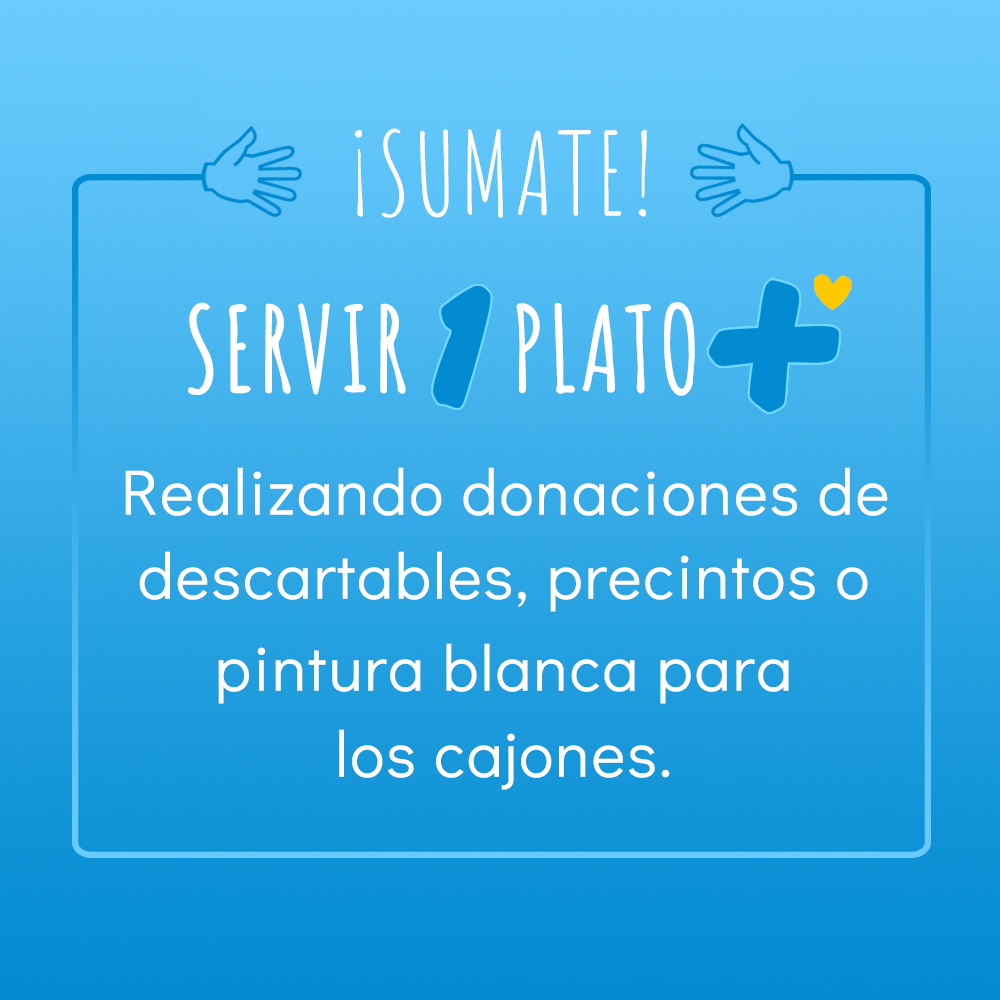 ¡SUMATE!
SERVIR 1 PLATO +
Realizando donaciones de
descartables, precintos o
pintura blanca para
los cajones.